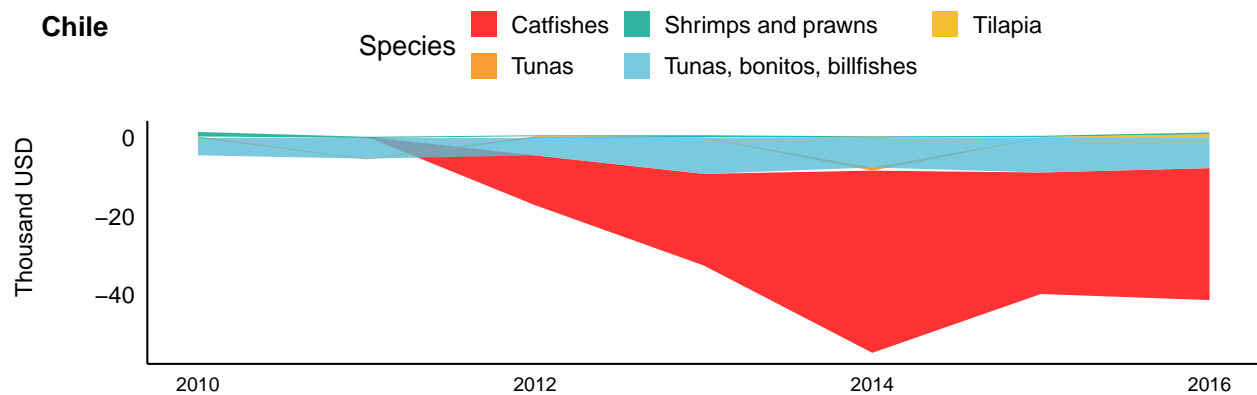 Chile
Species
Catfishes
Shrimps and prawns
Tilapia
Tunas
Tunas, bonitos, billfishes
Thousand USD
0
−20
−40
2010
2012
2014
2016